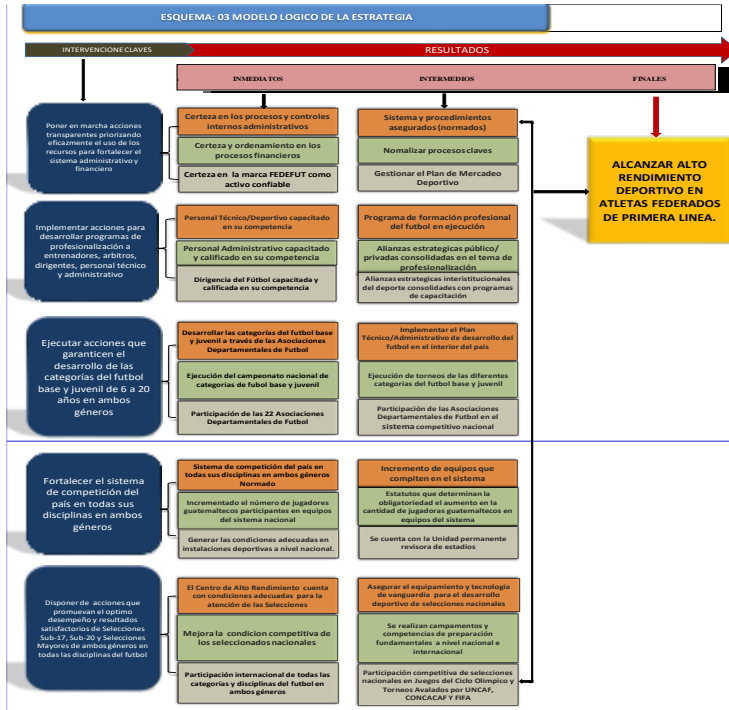 ESQUEMA: 03 MODELO LOGICO DE LA ESTRATEGIA
INTERVENCIONE CLAVES
RESULTADOS
INMEDIATOS
INTERMEDIOS
FINALES
Poner en marcha acciones
transparentes priorizando
eficazmente el uso de los
recursos para fortalecer el
sistema administrativo y
financiero
Certeza en los procesos y controles
internos administrativos
Certeza y ordenamiento en los
procesos financieros
Certeza en la marca FEDEFUT como
activo confiable
Sistema y procedimientos
asegurados (normados)
Nomalizar procesos claves
Gestionar el Plan de Mercadeo
Deportivo
ALCANZAR ALTO
RENDIMIENTO
DEPORTIVO EN
ATLETAS FEDERADOS
DE PRIMERA LINEA.
Implementar acciones para
desarrollar programas de
profesionalización a
entrenadores, arbitros,
dirigentes, personal técnico
y administrativo
Personal Técnico/Deportivo capacitado
en su competencia
Personal Administrativo capacitado
y calificado en su competencia
Dirigencia del Fútbol capacitada y
calificada en su competencia
Programa de formación profesional
del futbol en ejecución
Alianzas estrategicas público/
privadas consolidadas en el tema de
profesionalización
Alianzas estrategicas interistitucionales
del deporte consolidados con programas
de capacitación
Ejecutar acciones que
garanticen el
desarrollo de las
categorías del futbol
base y juvenil de 6 a 20
años en ambos
géneros
Desarrollar las categorías del futbol base
y juvenil a través de las Asociaciones
Departamentales de Futbol
Ejecución del campeonato nacional de
categorias de fubol base y juvenil
Participación de las 22 Asociaciones
Departamentales de Futbol
Implementar el Plan
Técnico/Administrativo de desarrollo del
futbol en el interior del pais
Ejecución de torneos de las diferentes
categorias del futbol base y juvenil
Participación de las Asociaciones
Departamentales de Futbol en el
sistema competitivo nacional
Fortalecer el sistema
de competición del
país en todas sus
disciplinas en ambos
géneros
Sistema de competición del país en
todas sus disciplinas en ambos géneros
Normado
Incrementado el número de jugadores
guatemaltecos participantes en equipos
del sistema nacional
Generar las condiciones adecuadas en
instalaciones deportivas a nivel nacional.
Incremento de equipos que
compiten en el sistema
Estatutos que determinan la
obligatoriedad el aumento en la
cantidad de jugadoras guatemaltecos en
equipos del sistema
Se cuenta con la Unidad permanente
revisora de estadios
Disponer de acciones que
promuevan el optimo
desempeño y resultados
satisfactorios de Selecciones
Sub-17, Sub-20 y Selecciones
Mayores de ambos géneros en
todas las disciplinas del futbol
El Centro de Alto Rendimiento cuenta
con condiciones adecuadas para la
atención de las Selecciones
Mejora la condicion competitiva de
los seleccionados nacionales
Participación internacional de todas las
categorías y disciplinas del futbol en
ambos géneros
Asegurar el equipamiento y tecnologia
de vanguardia para el desarrollo
deportivo de selecciones nacionales
Se realizan campamentos y
competencias de preparación
fundamentales a nivel nacional e
internacional
Participación competitiva de selecciones
nacionales en Juegos del Ciclo Olimpico y
Torneos Avalados por UNCAF,
CONCACAF Y FIFA